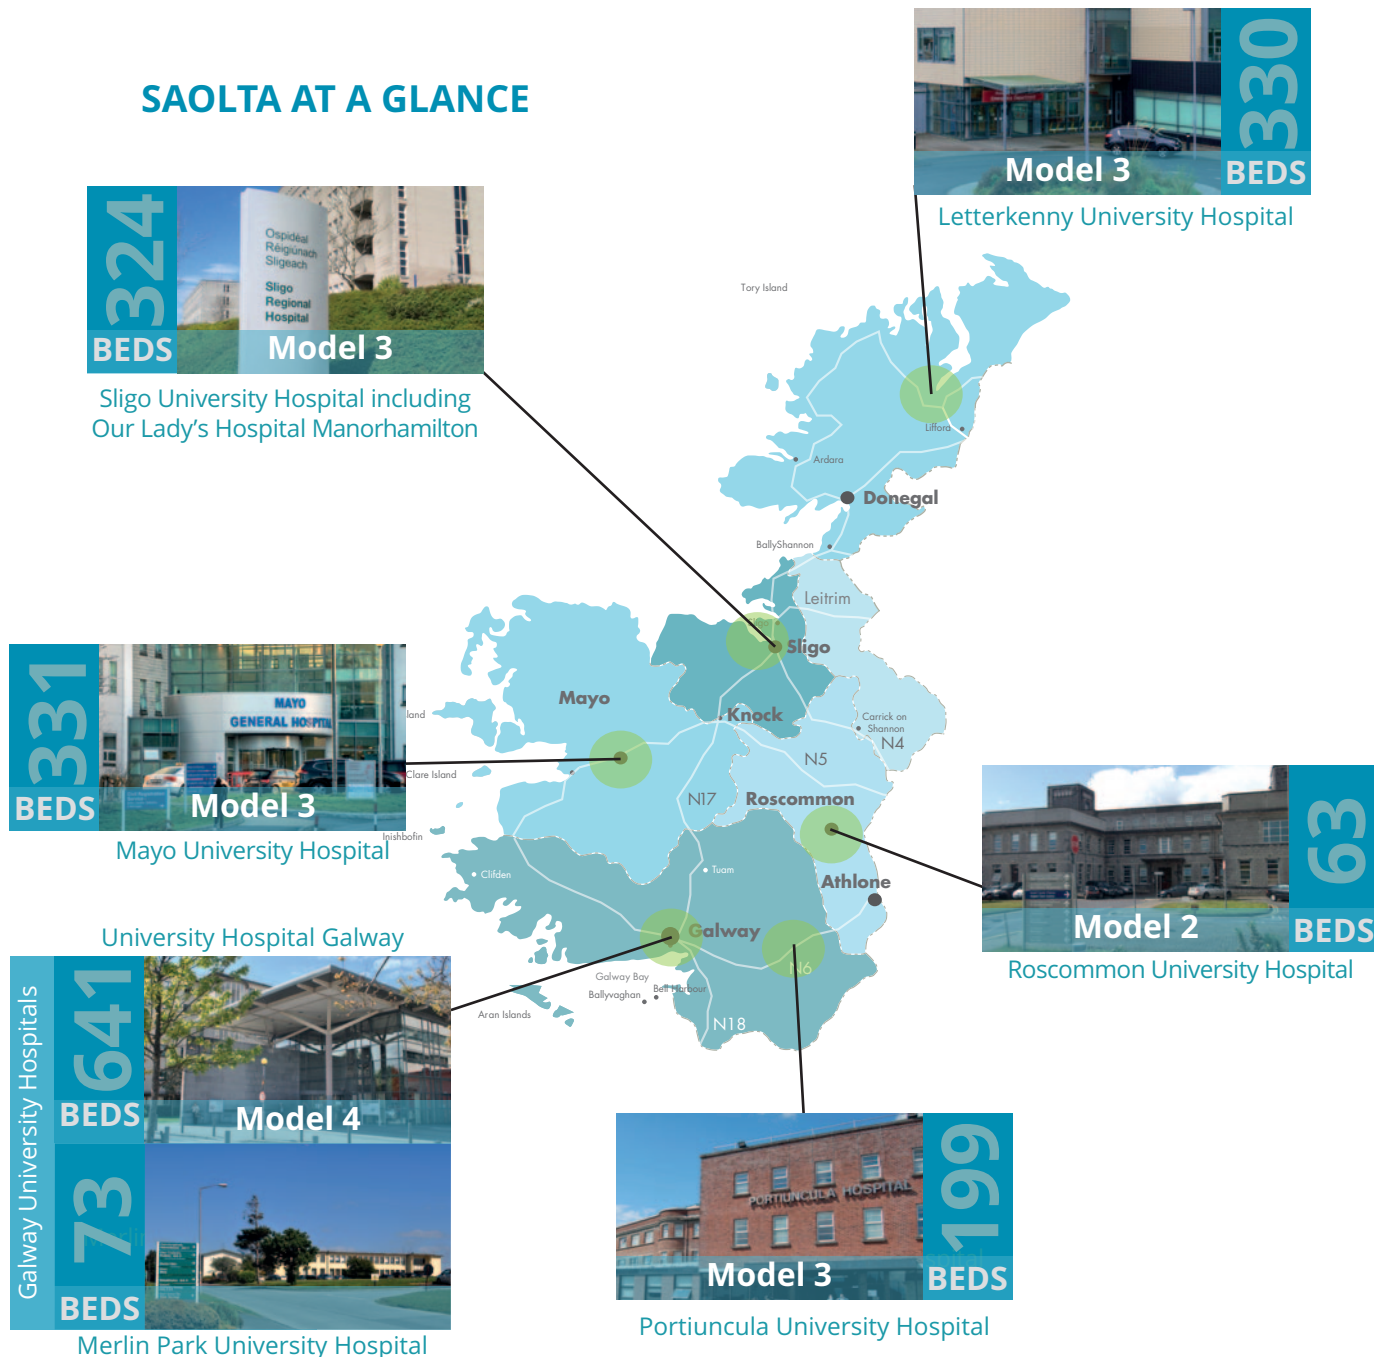 SAOLTA AT A GLANCE
330
BEDS
Model 3
Letterkenny University Hospital
324
BEDS
Ospidéal
Réigiúnach
Sligeach
Sligo
Regional
Hospital
Model 3
Sligo University Hospital including
Our Lady's Hospital Manorhamilton
Tory Island
Lifford
Ardara
Donegal
BallyShannon
Leitrim
Sligo
Mayo
Knock
Carrick on
Shannon
N4
N5
land
Clare Island
N17
Roscommon
Inishbofin
Clifden
Tuam
Athlone
Galway
N6
Galway Bay
Bell Harbour
Ballyvaghan
Aran Islands
N18
331
BEDS
MAYO
GENERAL HOSPITAL
Model 3
Mayo University Hospital
63
BEDS
Model 2
Roscommon University Hospital
University Hospital Galway
Galway University Hospitals
641
BEDS
Model 4
73
BEDS
Merlin Park University Hospital
PORTIUNCULA HOSPITAL
199
BEDS
Model 3
Portiuncula University Hospital